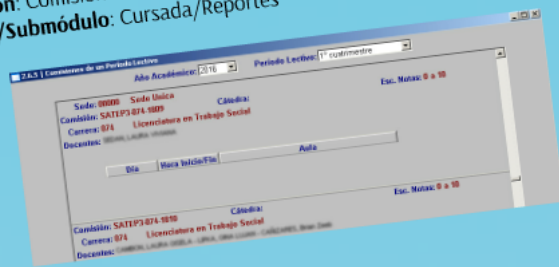 ón: Comisión
/Submódulo: Cursada/Reportes
2.6.5 | Comisiones de un Período Lectivo
Año Académico: 2016 Período Lectivo: 1º cuatrimestre
Sede: 00000 Sede Unica
Comisión: SATEP3-074-1809 Cátedra: Esc. Notas: 0 a 10
Carrera: 074 Licenciatura en Trabajo Social
Docentes:
Día Hora Inicio/Fin Aula
Comisión: SATEP3-074-1810 Cátedra: Esc. Notas: 0 a 10
Carrera: 074 Licenciatura en Trabajo Social
Docentes: